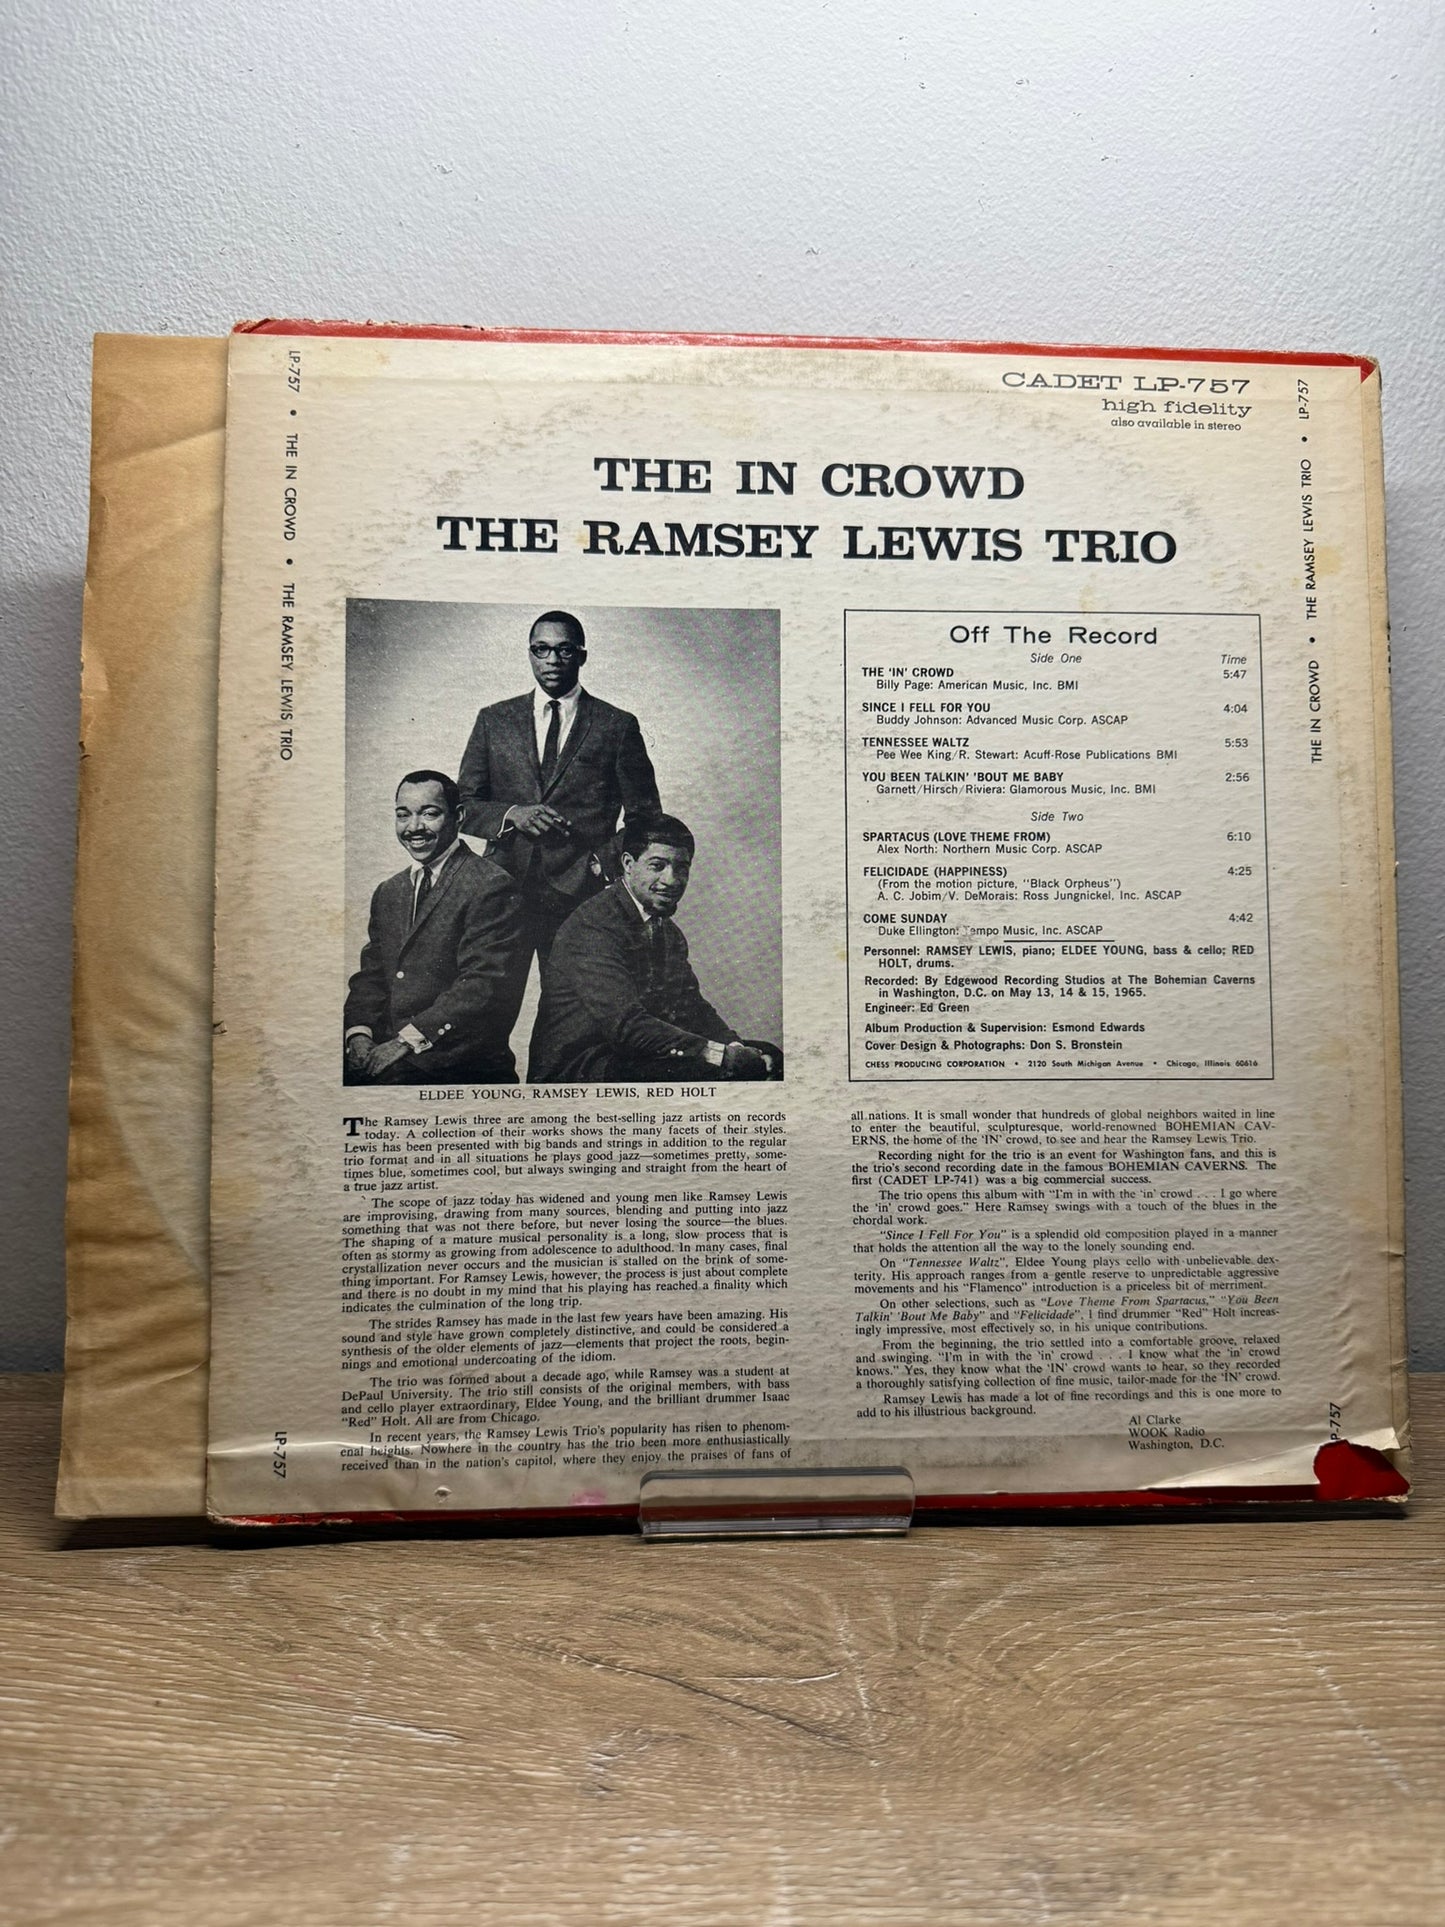 CADET LP-757
high fidelity
also available in stereo
THE IN CROWD
THE RAMSEY LEWIS TRIO
LP-757 • THE IN CROWD • THE RAMSEY LEWIS TRIO
LP-757
ELDEE YOUNG, RAMSEY LEWIS, RED HOLT
Off The Record
Side One Time
THE 'IN' CROWD 5:47
Billy Page: American Music, Inc. BMI
SINCE I FELL FOR YOU 4:04
Buddy Johnson: Advanced Music Corp. ASCAP
TENNESSEE WALTZ 5:53
Pee Wee King/R. Stewart: Acuff-Rose Publications BMI
YOU BEEN TALKIN' 'BOUT ME BABY 2:56
Garnett/Hirsch/Riviera: Glamorous Music, Inc. BMI
Side Two
SPARTACUS (LOVE THEME FROM) 6:10
Alex North: Northern Music Corp. ASCAP
FELICIDADE (HAPPINESS) 4:25
(From the motion picture, "Black Orpheus")
A. C. Jobim/V. DeMorais: Ross Jungnickel, Inc. ASCAP
COME SUNDAY 4:42
Duke Ellington: Tempo Music, Inc. ASCAP
Personnel: RAMSEY LEWIS, piano; ELDEE YOUNG, bass & cello; RED
HOLT, drums.
Recorded: By Edgewood Recording Studios at The Bohemian Caverns
in Washington, D.C. on May 13, 14 & 15, 1965.
Engineer: Ed Green
Album Production & Supervision: Esmond Edwards
Cover Design & Photographs: Don S. Bronstein
CHESS PRODUCING CORPORATION • 2120 South Michigan Avenue • Chicago, Illinois 60616
The Ramsey Lewis three are among the best-selling jazz artists on records
today. A collection of their works shows the many facets of their styles.
Lewis has been presented with big bands and strings in addition to the regular
trio format and in all situations he plays good jazz—sometimes pretty, some-
times blue, sometimes cool, but always swinging and straight from the heart of
a true jazz artist.
The scope of jazz today has widened and young men like Ramsey Lewis
are improvising, drawing from many sources, blending and putting into jazz
something that was not there before, but never losing the source—the blues.
The shaping of a mature musical personality is a long, slow process that is
often as stormy as growing from adolescence to adulthood. In many cases, final
crystallization never occurs and the musician is stalled on the brink of some-
thing important. For Ramsey Lewis, however, the process is just about complete
and there is no doubt in my mind that his playing has reached a finality which
indicates the culmination of the long trip.
The strides Ramsey has made in the last few years have been amazing. His
sound and style have grown completely distinctive, and could be considered a
synthesis of the older elements of jazz—elements that project the roots, begin-
nings and emotional undercoating of the idiom.
The trio was formed about a decade ago, while Ramsey was a student at
DePaul University. The trio still consists of the original members, with bass
and cello player extraordinary, Eldee Young, and the brilliant drummer Isaac
"Red" Holt. All are from Chicago.
In recent years, the Ramsey Lewis Trio's popularity has risen to phenom-
enal heights. Nowhere in the country has the trio been more enthusiastically
received than in the nation's capitol, where they enjoy the praises of fans of
all nations. It is small wonder that hundreds of global neighbors waited in line
to enter the beautiful, sculpturesque, world-renowned BOHEMIAN CAV-
ERNS, the home of the 'IN' crowd, to see and hear the Ramsey Lewis Trio.
Recording night for the trio is an event for Washington fans, and this is
the trio's second recording date in the famous BOHEMIAN CAVERNS. The
first (CADET LP-741) was a big commercial success.
The trio opens this album with "I'm in with the 'in' crowd . . . I go where
the 'in' crowd goes." Here Ramsey swings with a touch of the blues in the
chordal work.
"Since I Fell For You" is a splendid old composition played in a manner
that holds the attention all the way to the lonely sounding end.
On "Tennessee Waltz", Eldee Young plays cello with unbelievable dex-
terity. His approach ranges from a gentle reserve to unpredictable aggressive
movements and his "Flamenco" introduction is a priceless bit of merriment.
On other selections, such as "Love Theme From Spartacus," "You Been
Talkin' 'Bout Me Baby" and "Felicidade", I find drummer "Red" Holt increas-
ingly impressive, most effectively so, in his unique contributions.
From the beginning, the trio settled into a comfortable groove, relaxed
and swinging. "I'm in with the 'in' crowd . . . I know what the 'in' crowd
knows." Yes, they know what the 'IN' crowd wants to hear, so they recorded
a thoroughly satisfying collection of fine music, tailor-made for the 'IN' crowd.
Ramsey Lewis has made a lot of fine recordings and this is one more to
add to his illustrious background.
Al Clarke
WOOK Radio
Washington, D.C.
THE IN CROWD • THE RAMSEY LEWIS TRIO • LP-757
P-757